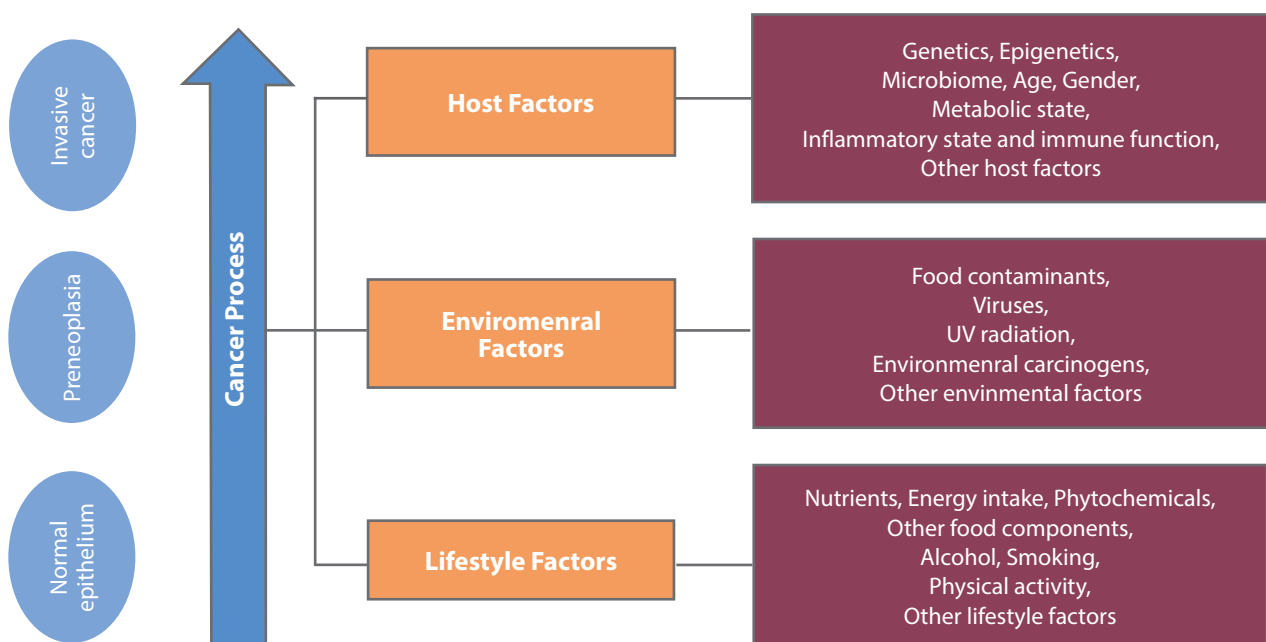 Invasive
cancer
Preneoplasia
Normal
epithelium
Cancer Process
Host Factors
Genetics, Epigenetics,
Microbiome, Age, Gender,
Metabolic state,
Inflammatory state and immune function,
Other host factors
Enviromenral
Factors
Food contaminants,
Viruses,
UV radiation,
Environmenral carcinogens,
Other envinmental factors
Lifestyle Factors
Nutrients, Energy intake, Phytochemicals,
Other food components,
Alcohol, Smoking,
Physical activity,
Other lifestyle factors